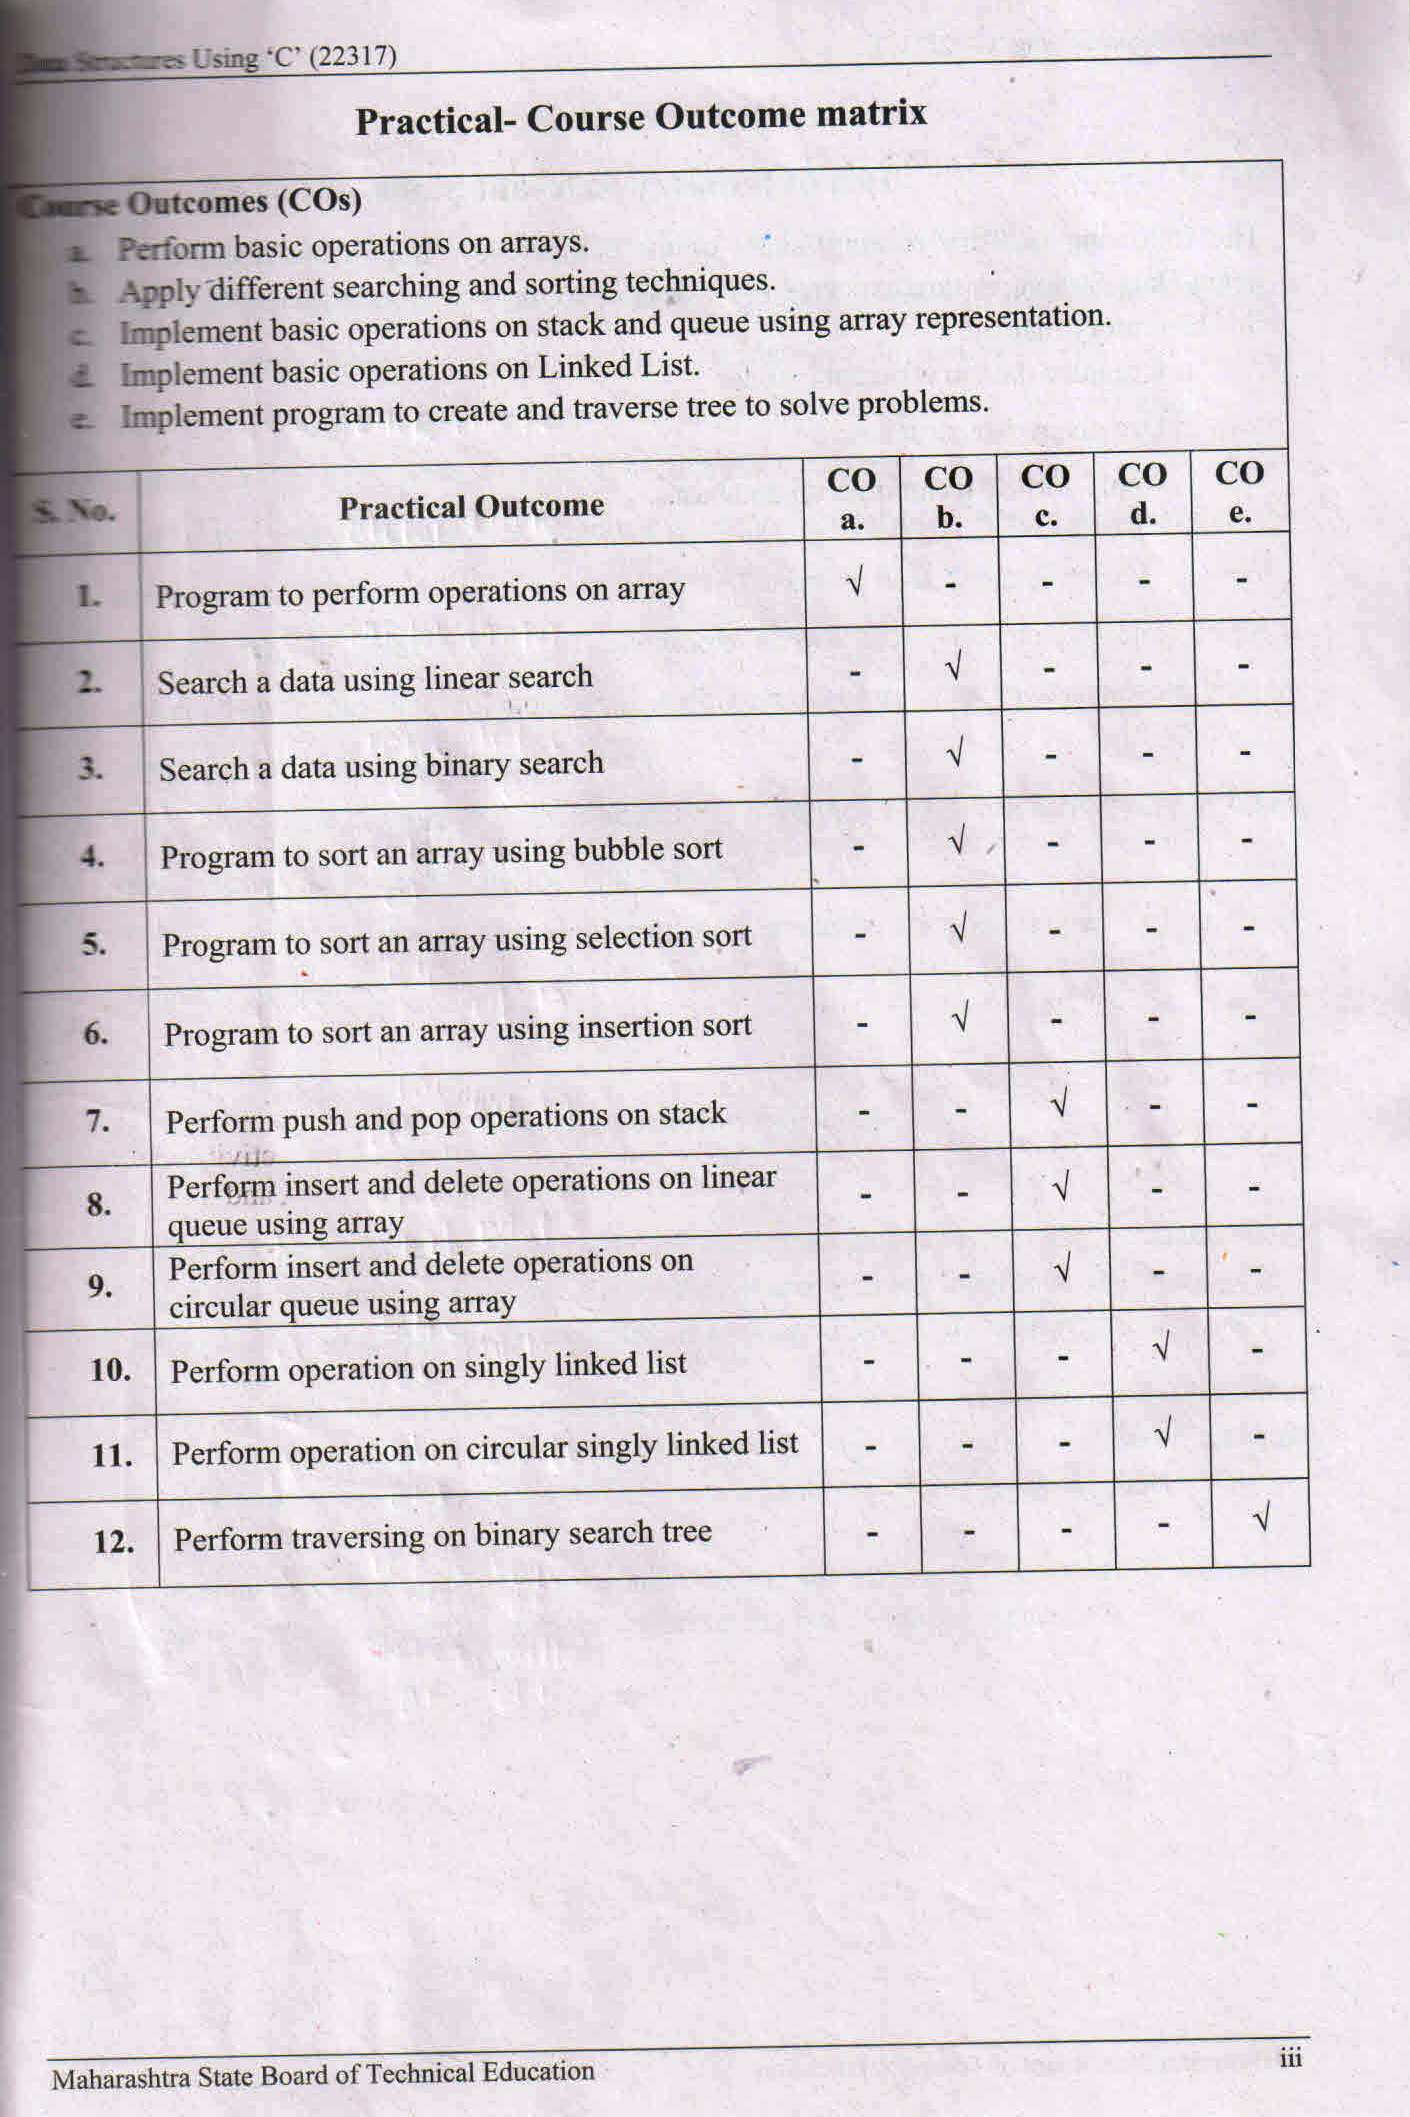 Data Structures Using ‘C’ (22317)
Practical- Course Outcome matrix
Course Outcomes (COs)
a. Perform basic operations on arrays.
b. Apply different searching and sorting techniques.
c. Implement basic operations on stack and queue using array representation.
d. Implement basic operations on Linked List.
e. Implement program to create and traverse tree to solve problems.
S. No. Practical Outcome CO a. CO b. CO c. CO d. CO e.
1. Program to perform operations on array √ - - - -
2. Search a data using linear search - √ - - -
3. Search a data using binary search - √ - - -
4. Program to sort an array using bubble sort - √ - - -
5. Program to sort an array using selection sort - √ - - -
6. Program to sort an array using insertion sort - √ - - -
7. Perform push and pop operations on stack - - √ - -
8. Perform insert and delete operations on linear
queue using array - - √ - -
9. Perform insert and delete operations on
circular queue using array - - √ - -
10. Perform operation on singly linked list - - - √ -
11. Perform operation on circular singly linked list - - - √ -
12. Perform traversing on binary search tree - - - - √
Maharashtra State Board of Technical Education iii